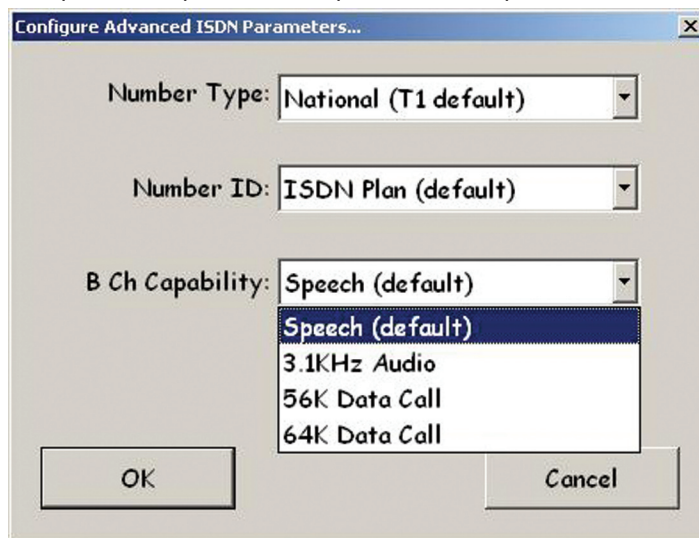 Configure Advanced ISDN Parameters...
Number Type: National (T1 default)
Number ID: ISDN Plan (default)
B Ch Capability: Speech (default)
Speech (default)
3.1KHz Audio
56K Data Call
64K Data Call
OK Cancel